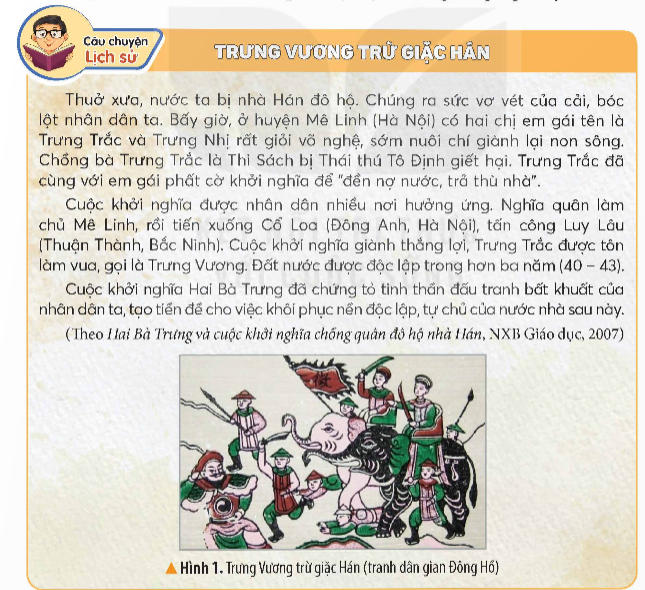 Câu chuyện
Lịch sử
TRƯNG VƯƠNG TRỪ GIẶC HÁN
Thuở xưa, nước ta bị nhà Hán đô hộ. Chúng ra sức vơ vét của cải, bóc
lột nhân dân ta. Bấy giờ, ở huyện Mê Linh (Hà Nội) có hai chị em gái tên là
Trưng Trắc và Trưng Nhị rất giỏi võ nghệ, sớm nuôi chí giành lại non sông.
Chồng bà Trưng Trắc là Thi Sách bị Thái thú Tô Định giết hại. Trưng Trắc đã
cùng với em gái phất cờ khởi nghĩa để "đền nợ nước, trả thù nhà".
Cuộc khởi nghĩa được nhân dân nhiều nơi hưởng ứng. Nghĩa quân làm
chủ Mê Linh, rồi tiến xuống Cổ Loa (Đông Anh, Hà Nội), tấn công Luy Lâu
(Thuận Thành, Bắc Ninh). Cuộc khởi nghĩa giành thắng lợi, Trưng Trắc được tôn
làm vua, gọi là Trưng Vương. Đất nước được độc lập trong hơn ba năm (40 – 43).
Cuộc khởi nghĩa Hai Bà Trưng đã chứng tỏ tinh thần đấu tranh bất khuất của
nhân dân ta, tạo tiền đề cho việc khôi phục nền độc lập, tự chủ của nước nhà sau này.
(Theo Hai Bà Trưng và cuộc khởi nghĩa chống quân đô hộ nhà Hán, NXB Giáo dục, 2007)
▲ Hình 1. Trưng Vương trừ giặc Hán (tranh dân gian Đông Hồ)